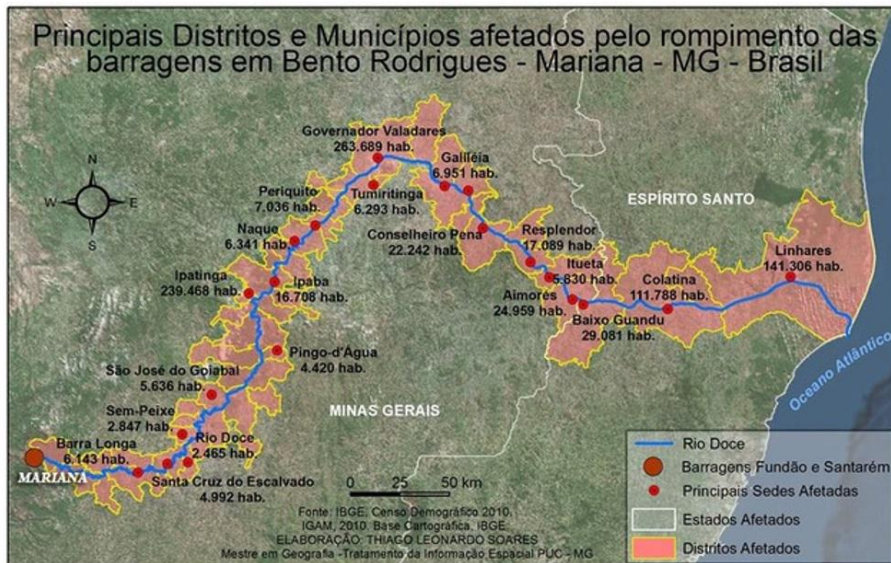 Principais Distritos e Municípios afetados pelo rompimento das
barragens em Bento Rodrigues - Mariana - MG - Brasil
Governador Valadares
263.689 hab.
Galiléia
6.951 hab.
N
W
E
S
Periquito
7.036 hab.
Tumiritinga
6.293 hab.
ESPÍRITO SANTO
Naque
6.341 hab.
Conselheiro Pena
22.242 hab.
Resplendor
17.089 hab.
Linhares
141.306 hab.
Itueta
5.830 hab.
Ipatinga
239.468 hab.
Ipaba
16.708 hab.
Colatina
111.788 hab.
Aimorés
24.959 hab.
Baixo Guandu
29.081 hab.
Pingo-d'Água
4.420 hab.
São José do Goiabal
5.636 hab.
Oceano Atlântico
Sem-Peixe
2.847 hab.
MINAS GERAIS
Rio Doce
2.465 hab.
Barra Longa
6.143 hab.
MARIANA
Santa Cruz do Escalvado
4.992 hab.
0 25 50 km
Fonte: IBGE, Censo Demográfico 2010.
IGAM, 2010. Base Cartográfica, IBGE.
ELABORAÇÃO: THIAGO LEONARDO SOARES
Mestre em Geografia -Tratamento da Informação Espacial PUC - MG
Rio Doce
Barragens Fundão e Santarém
Principais Sedes Afetadas
Estados Afetados
Distritos Afetados